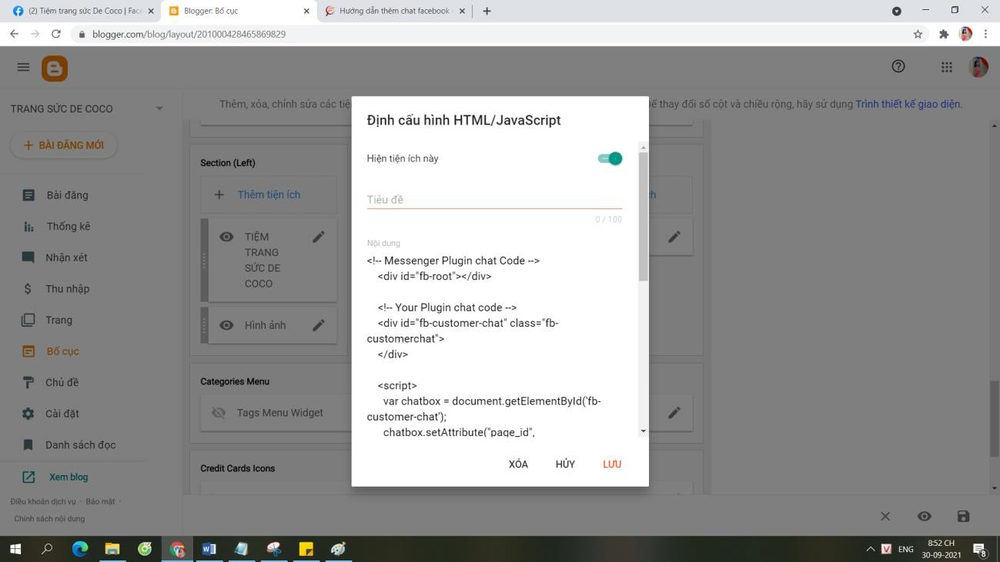 (2) Tiệm trang sức De Coco | Face
Blogger: Bố cục
Hướng dẫn thêm chat facebook
blogger.com/blog/layout/201000428465869829
TRANG SỨC DE COCO
Thêm, xóa, chỉnh sửa các tiệ
để thay đổi số cột và chiều rộng, hãy sử dụng Trình thiết kế giao diện.
BÀI ĐĂNG MỚI
Bài đăng
Thống kê
Nhận xét
Thu nhập
Trang
Bố cục
Chủ đề
Cài đặt
Danh sách đọc
Xem blog
Điều khoản dịch vụ · Bảo mật ·
Chính sách nội dung
Section (Left)
Thêm tiện ích
ch
TIỆM
TRANG
SỨC DE
COCO
Hình ảnh
Categories Menu
Tags Menu Widget
Credit Cards Icons
Định cấu hình HTML/JavaScript
Hiện tiện ích này
Tiêu đề
0 / 100
Nội dung
<!-- Messenger Plugin chat Code -->
<div id="fb-root"></div>
<!-- Your Plugin chat code -->
<div id="fb-customer-chat" class="fb-
customerchat">
</div>
<script>
var chatbox = document.getElementById('fb-
customer-chat');
chatbox.setAttribute("page_id",
XÓA
HỦY
LƯU
ENG
8:52 CH
30-09-2021
8